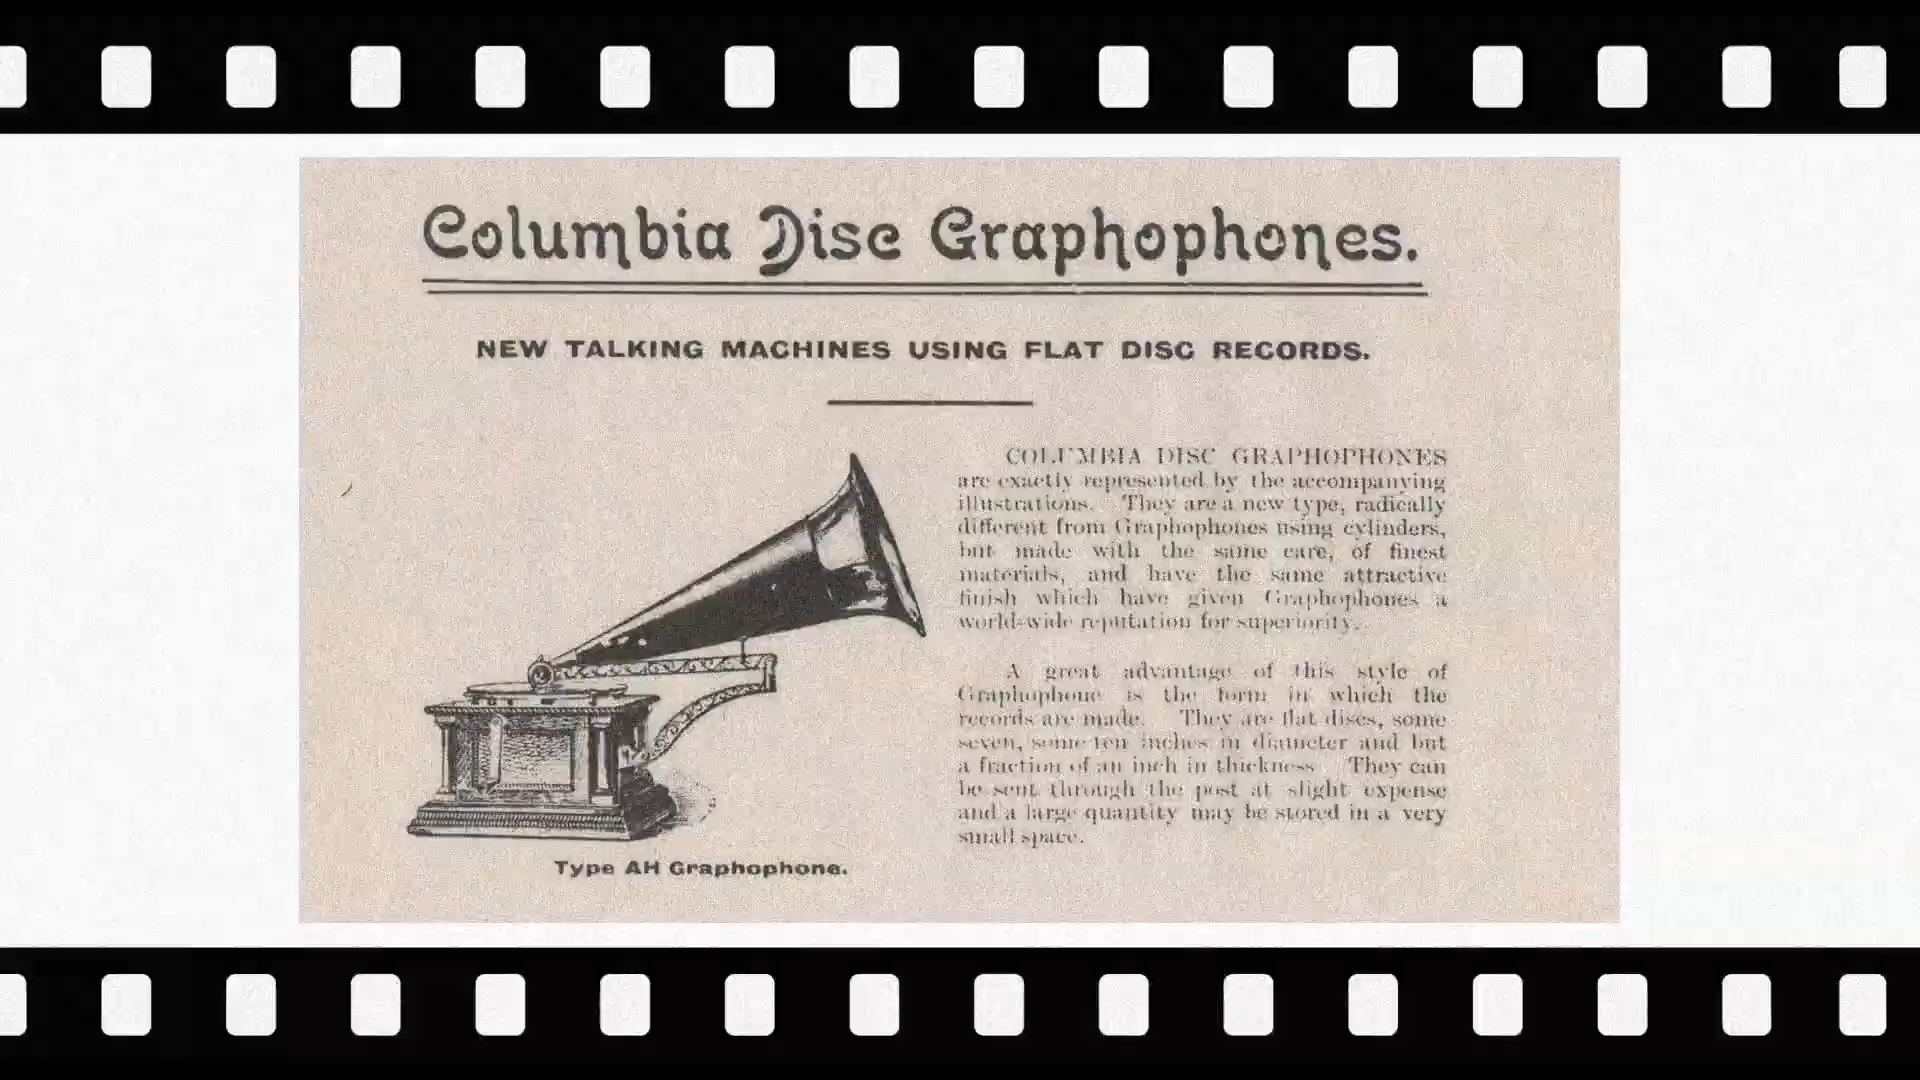 Columbia Disc Graphophones.
NEW TALKING MACHINES USING FLAT DISC RECORDS.
COLUMBIA DISC GRAPHOPHONES
are exactly represented by the accompanying
illustrations. They are a new type, radically
different from Graphophones using cylinders,
but made with the same care, of finest
materials, and have the same attractive
finish which have given Graphophones a
world-wide reputation for superiority.
A great advantage of this style of
Graphophone is the form in which the
records are made. They are flat discs, some
seven, some ten inches in diameter and but
a fraction of an inch in thickness. They can
be sent through the post at slight expense
and a large quantity may be stored in a very
small space.
Type AH Graphophone.